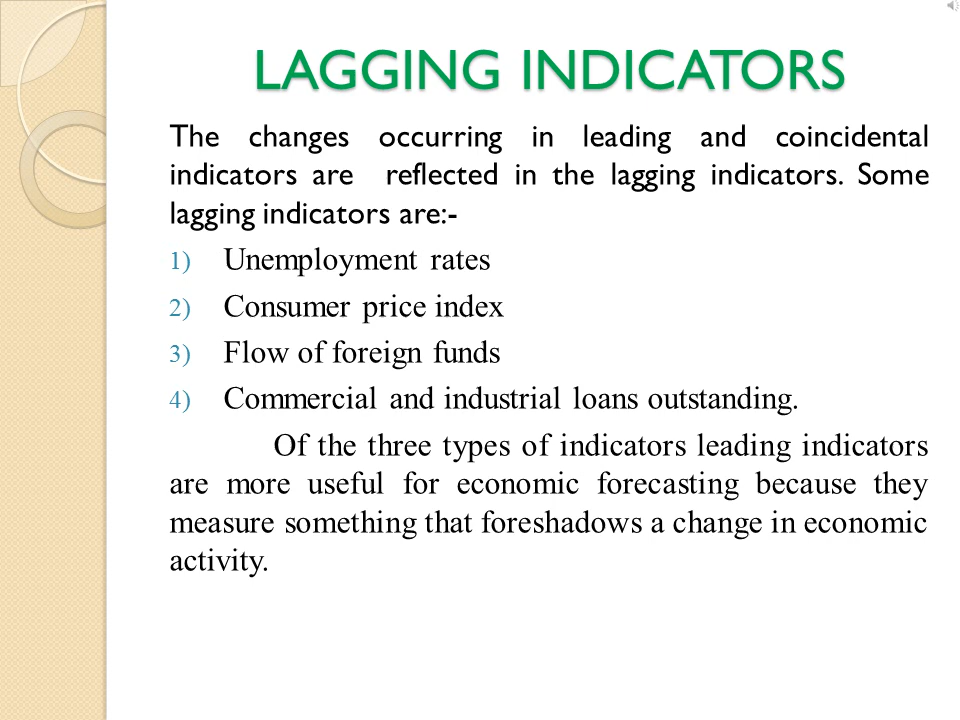 LAGGING INDICATORS
The changes occurring in leading and coincidental
indicators are reflected in the lagging indicators. Some
lagging indicators are:-
1) Unemployment rates
2) Consumer price index
3) Flow of foreign funds
4) Commercial and industrial loans outstanding.
Of the three types of indicators leading indicators
are more useful for economic forecasting because they
measure something that foreshadows a change in economic
activity.